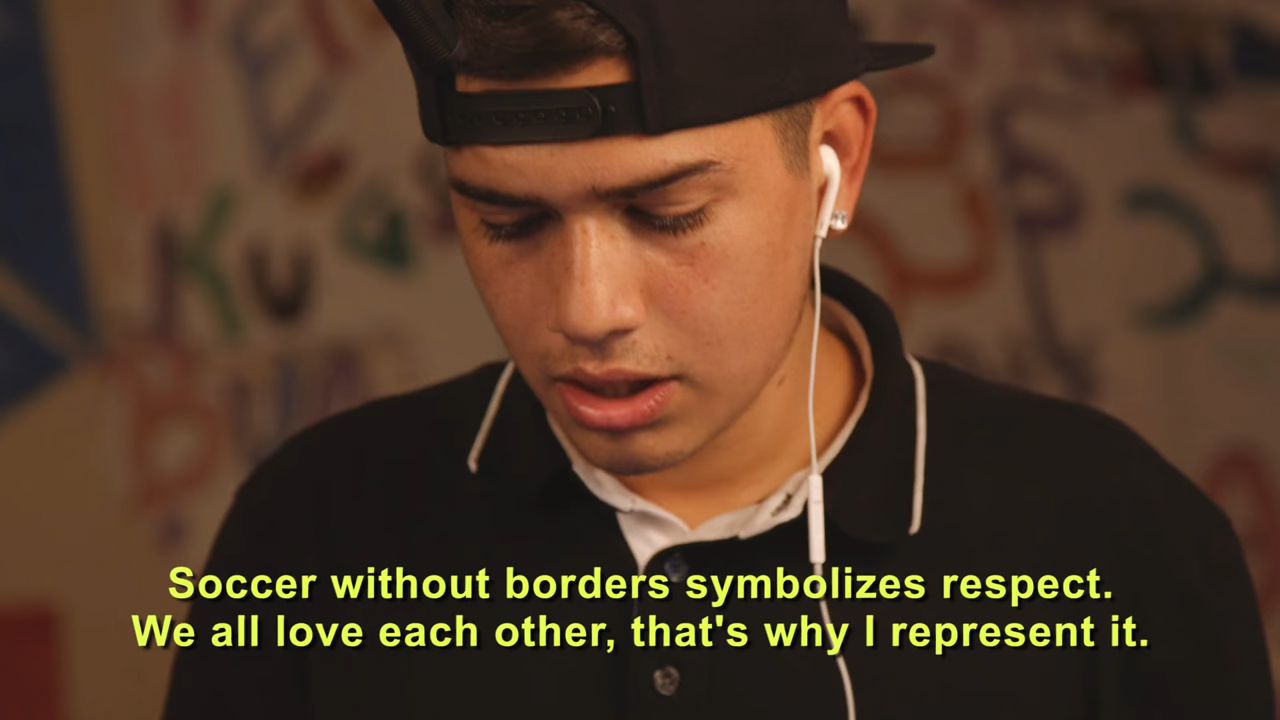 Soccer without borders symbolizes respect.
We all love each other, that's why I represent it.